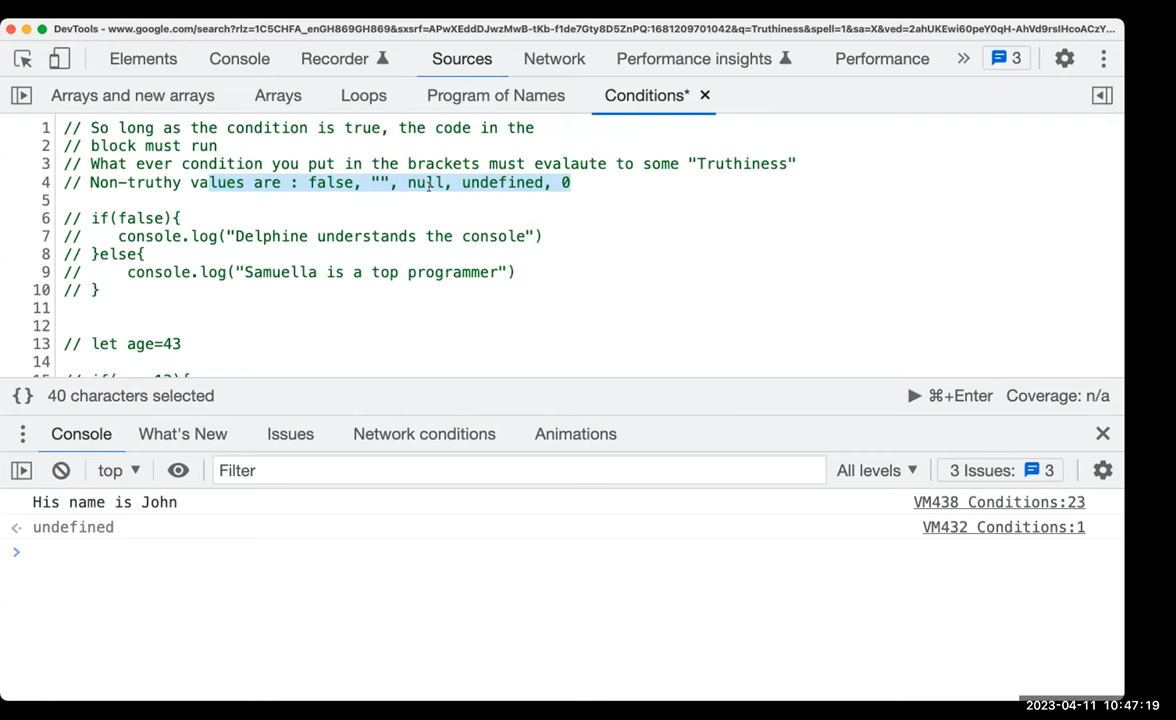 DevTools - www.google.com/search?rlz=1C5CHFA_enGH869GH869&sxsrf=APwXEddDJwzMwB-tKb-f1de7Gty8D5ZnPQ:1681209701042&q=Truthiness&spell=1&sa=X&ved=2ahUKEwi60peY0qH-AhVd9rsIHcoACzY...
Elements Console Recorder Sources Network Performance insights Performance » 3
Arrays and new arrays Arrays Loops Program of Names Conditions* ×
1 // So long as the condition is true, the code in the
2 // block must run
3 // What ever condition you put in the brackets must evalaute to some "Truthiness"
4 // Non-truthy values are : false, "", null, undefined, 0
5
6 // if(false){
7 //    console.log("Delphine understands the console")
8 // }else{
9 //     console.log("Samuella is a top programmer")
10 // }
11
12
13 // let age=43
14
{} 40 characters selected ⌘+Enter Coverage: n/a
Console What's New Issues Network conditions Animations ×
top ▼ Filter All levels ▼ 3 Issues: 3
His name is John VM438 Conditions:23
undefined VM432 Conditions:1
>
2023-04-11 10:47:19